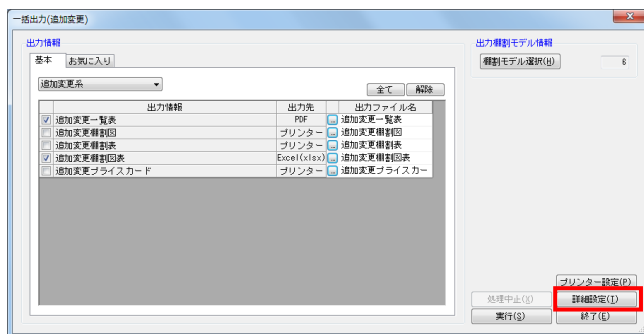 一括出力(追加変更)
出力情報
基本 お気に入り
追加変更系
全て 解除
出力情報 出力先 出力ファイル名
追加変更一覧表 PDF 追加変更一覧表
追加変更棚割図 プリンター 追加変更棚割図
追加変更棚割表 プリンター 追加変更棚割表
追加変更棚割図表 Excel(xlsx) 追加変更棚割図表
追加変更プライスカード プリンター 追加変更プライスカー
出力棚割モデル情報
棚割モデル選択(H) 6
プリンター設定(P)
処理中止(X) 詳細設定(I)
実行(S) 終了(E)